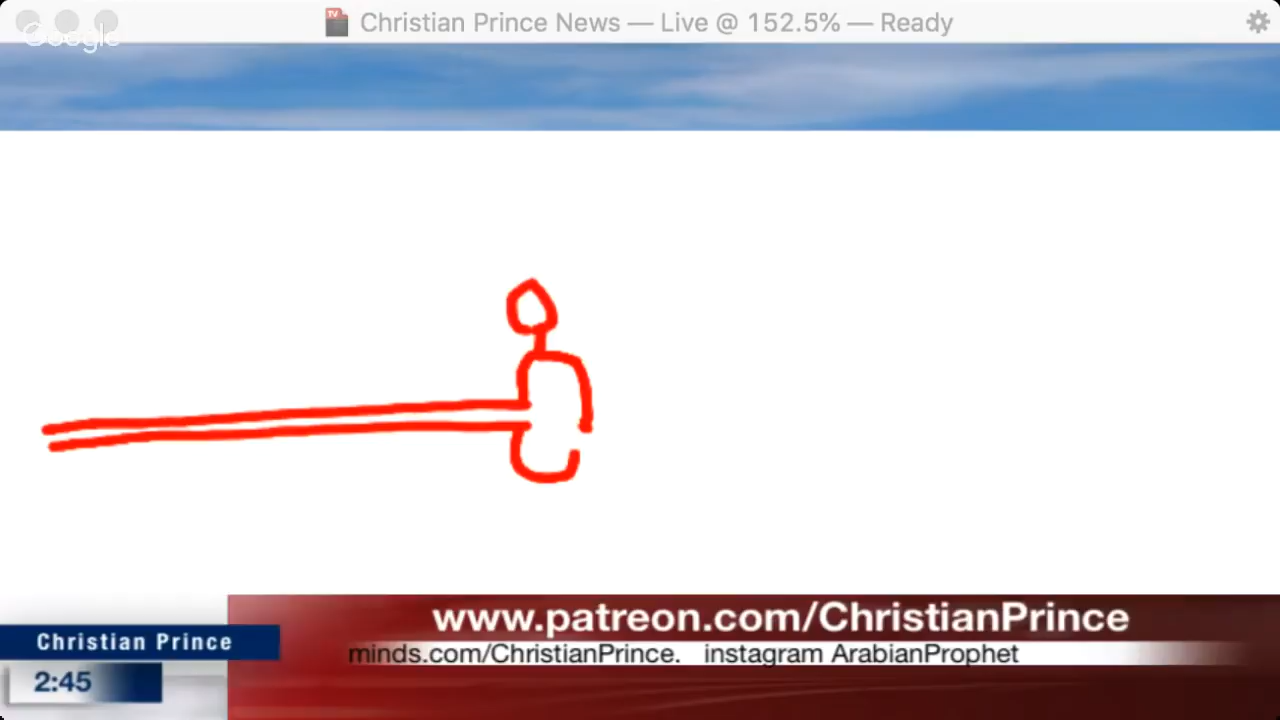 Christian Prince News — Live @ 152.5% — Ready
Google
TV
www.patreon.com/ChristianPrince
minds.com/ChristianPrince. instagram ArabianProphet
Christian Prince
2:45